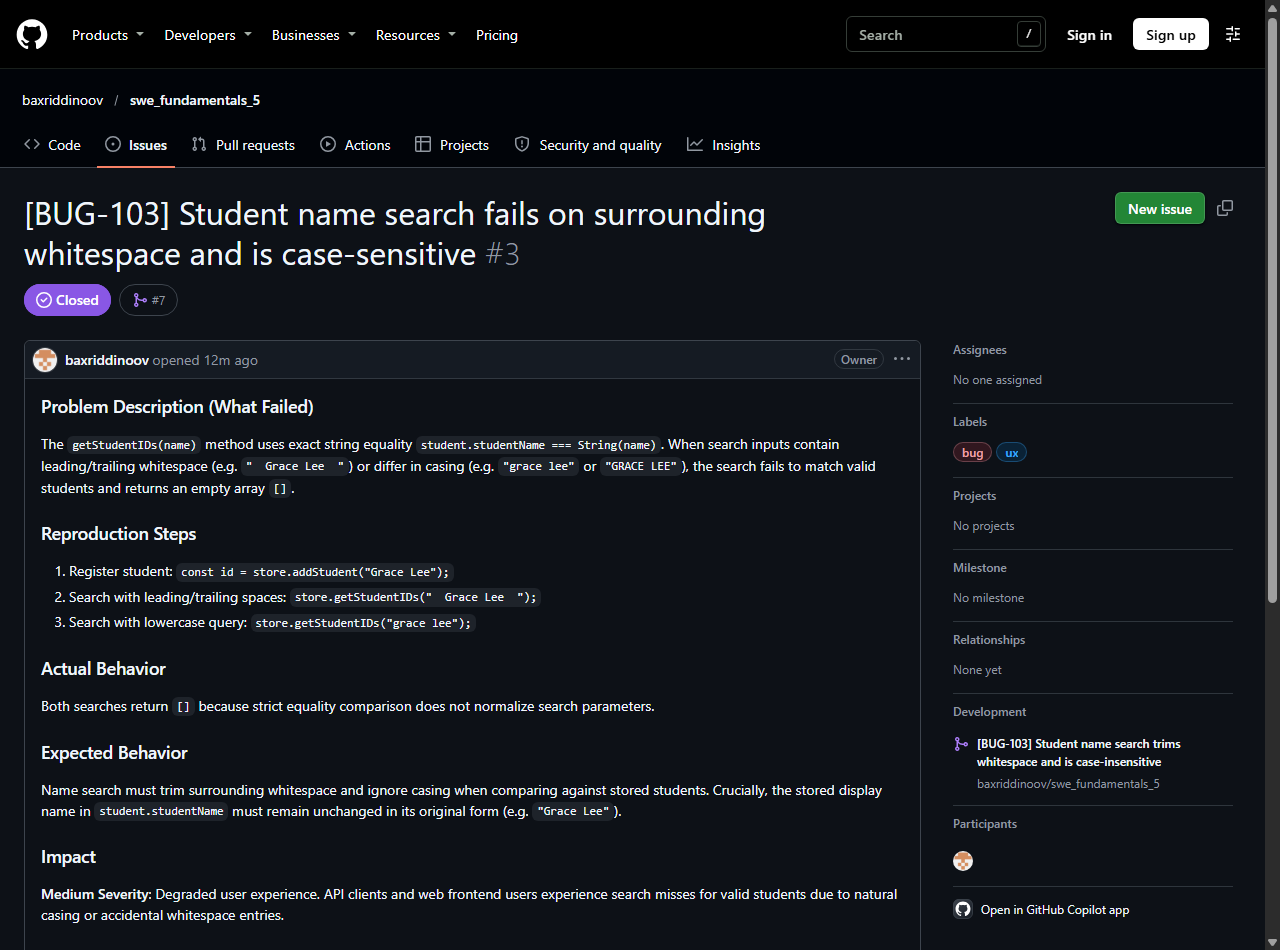 Products Developers Businesses Resources Pricing Search / Sign in Sign up
baxriddinoov / swe_fundamentals_5
Code Issues Pull requests Actions Projects Security and quality Insights
[BUG-103] Student name search fails on surrounding
whitespace and is case-sensitive #3
New issue
Closed #7
baxriddinoov opened 12m ago Owner
Problem Description (What Failed)
The getStudentIDs(name) method uses exact string equality student.studentName === String(name). When search inputs contain
leading/trailing whitespace (e.g. "  Grace Lee  ") or differ in casing (e.g. "grace lee" or "GRACE LEE"), the search fails to match valid
students and returns an empty array [].
Reproduction Steps
1. Register student: const id = store.addStudent("Grace Lee");
2. Search with leading/trailing spaces: store.getStudentIDs("  Grace Lee  ");
3. Search with lowercase query: store.getStudentIDs("grace lee");
Actual Behavior
Both searches return [] because strict equality comparison does not normalize search parameters.
Expected Behavior
Name search must trim surrounding whitespace and ignore casing when comparing against stored students. Crucially, the stored display
name in student.studentName must remain unchanged in its original form (e.g. "Grace Lee").
Impact
Medium Severity: Degraded user experience. API clients and web frontend users experience search misses for valid students due to natural
casing or accidental whitespace entries.
Assignees
No one assigned
Labels
bug ux
Projects
No projects
Milestone
No milestone
Relationships
None yet
Development
[BUG-103] Student name search trims
whitespace and is case-insensitive
baxriddinoov/swe_fundamentals_5
Participants
Open in GitHub Copilot app